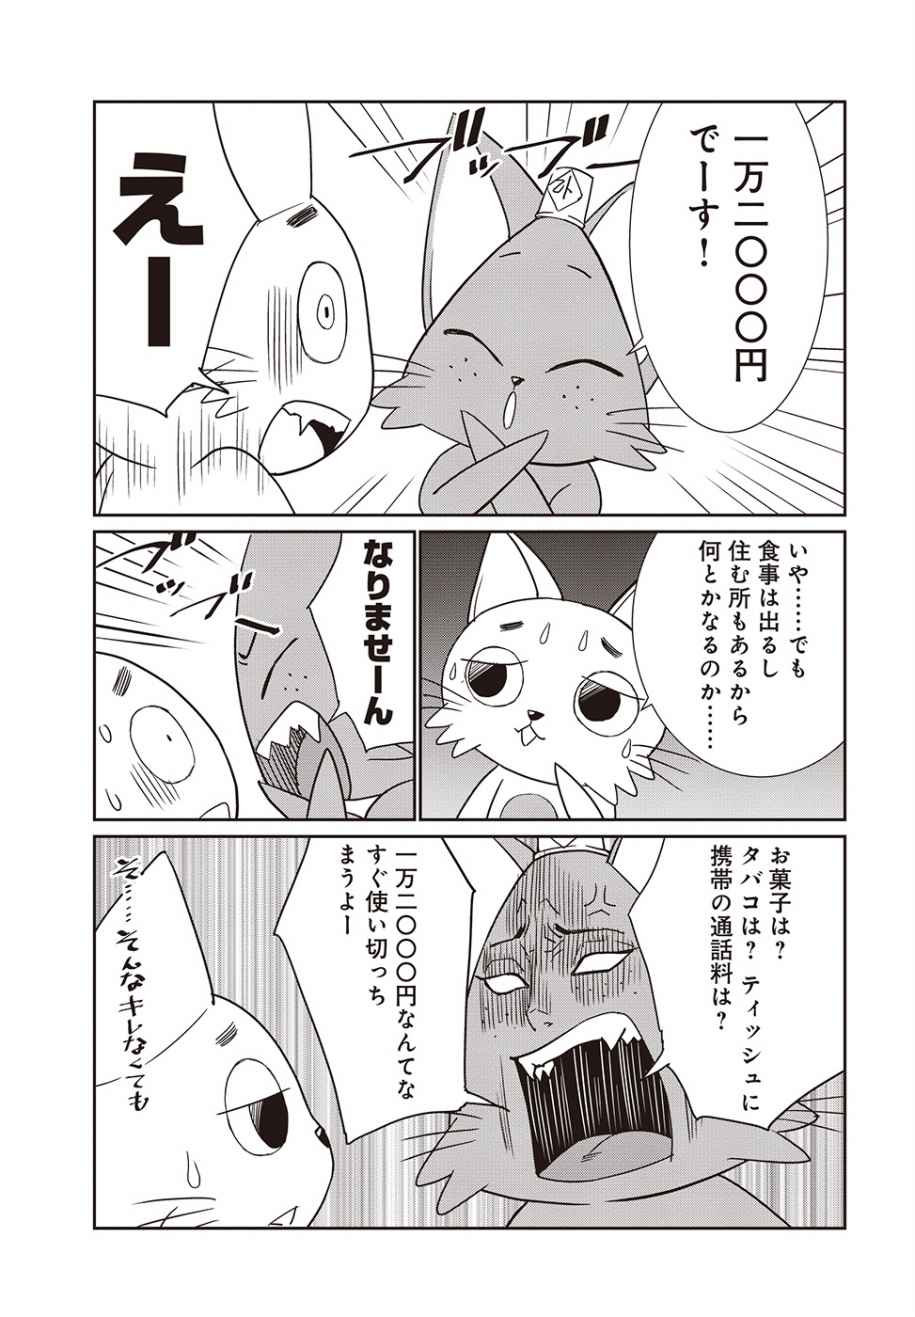 一万二〇〇〇円
でーす！
ブッブー
外
えー
いや………でも
食事は出るし
住む所もあるから
何とかなるのか……
なりませーん
ブッブー
お菓子は？
タバコは？ティッシュに
携帯の通話料は？
一万二〇〇〇円なんてな
すぐ使い切っち
まうよー
そ……そんなキレなくても